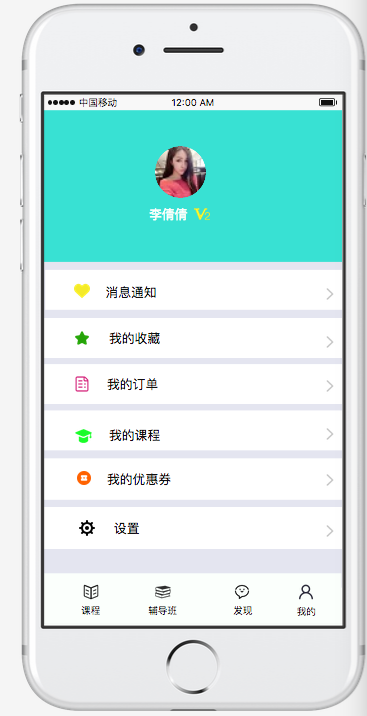 中国移动 12:00 AM
李倩倩 V2
消息通知
我的收藏
我的订单
我的课程
我的优惠券
设置
课程 辅导班 发现 我的